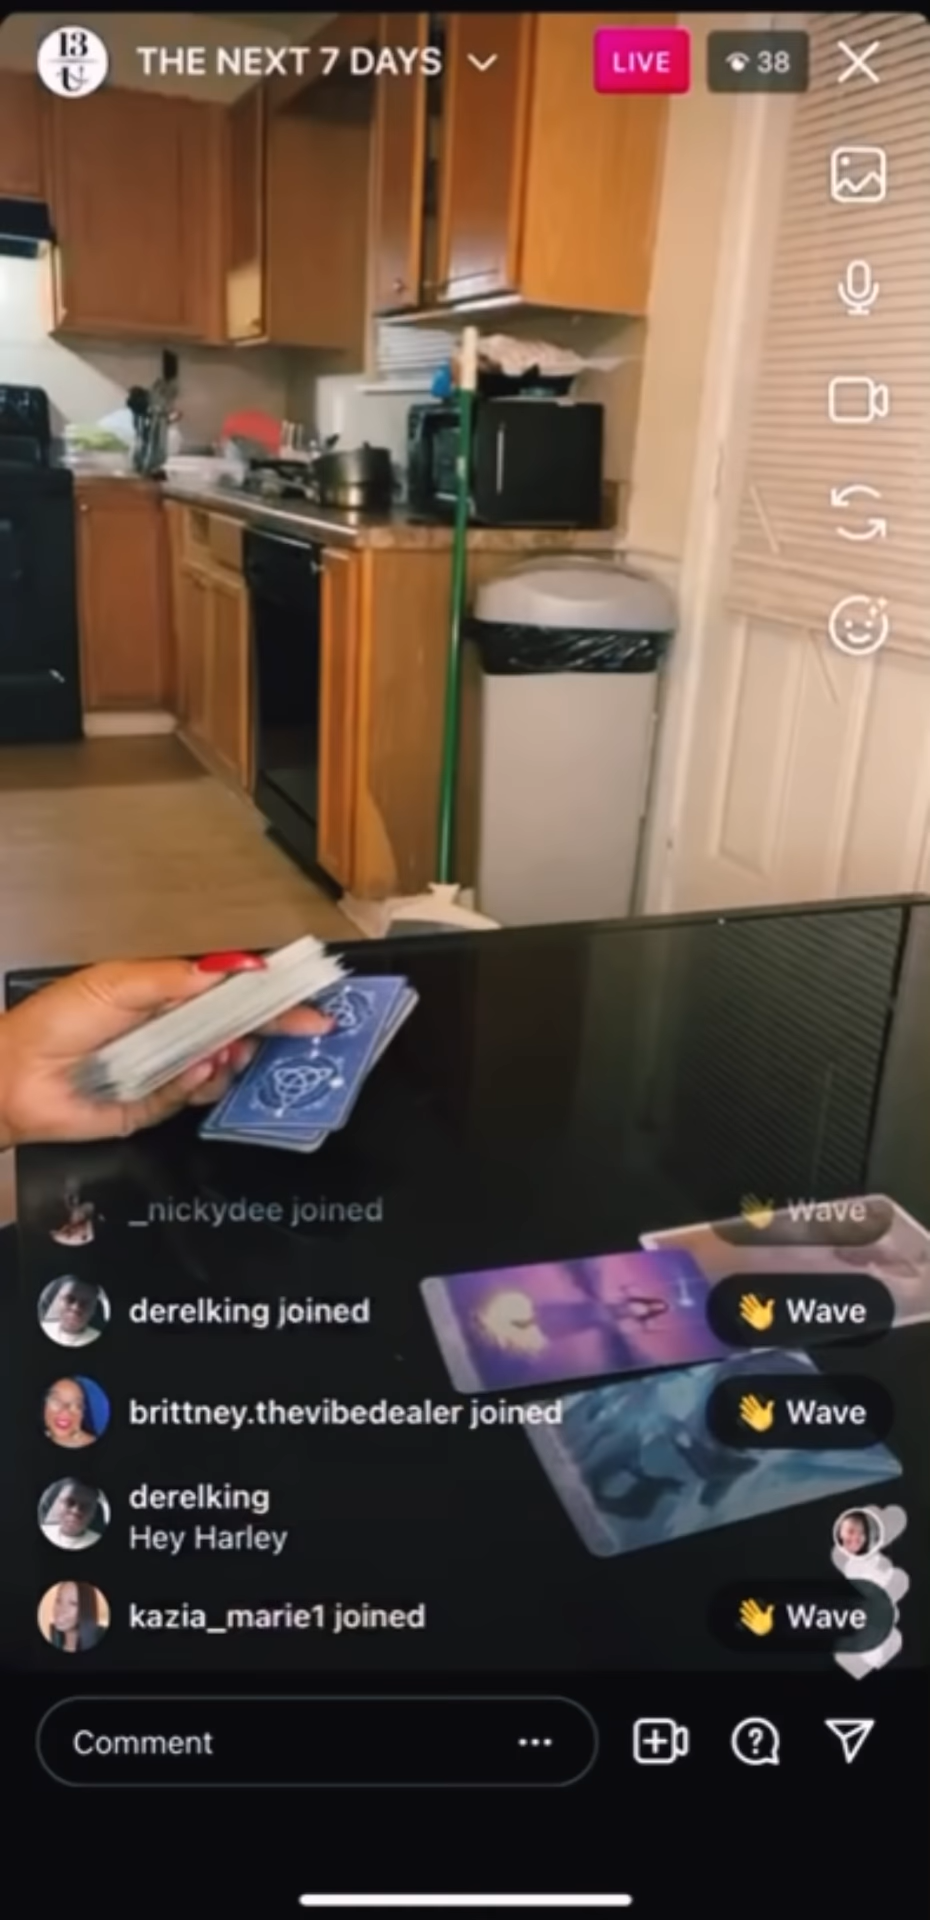 13
U
THE NEXT 7 DAYS
LIVE
38
_nickydee joined
Wave
derelking joined
Wave
brittney.thevibedealer joined
Wave
derelking
Hey Harley
kazia_marie1 joined
Wave
Comment